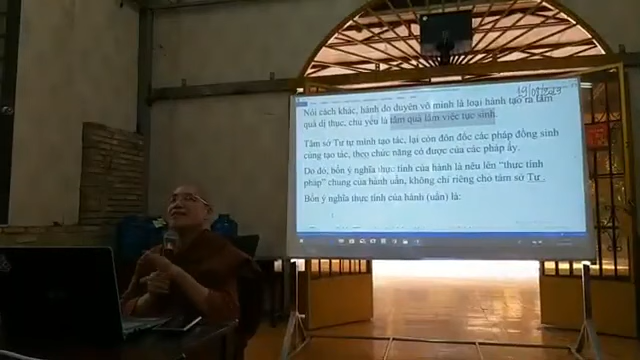 19/08/23
Nói cách khác, hành do duyên vô minh là loại hành tạo ra tâm
quả dị thục, chủ yếu là tâm quả làm việc tục sinh.
Tâm sở Tư tự mình tạo tác, lại còn đôn đốc các pháp đồng sinh
cùng tạo tác, theo chức năng có được của các pháp ấy.
Do đó, bốn ý nghĩa thực tính của hành là nêu lên "thực tính
pháp" chung của hành uẩn, không chỉ riêng cho tâm sở Tư.
Bốn ý nghĩa thực tính của hành (uẩn) là: